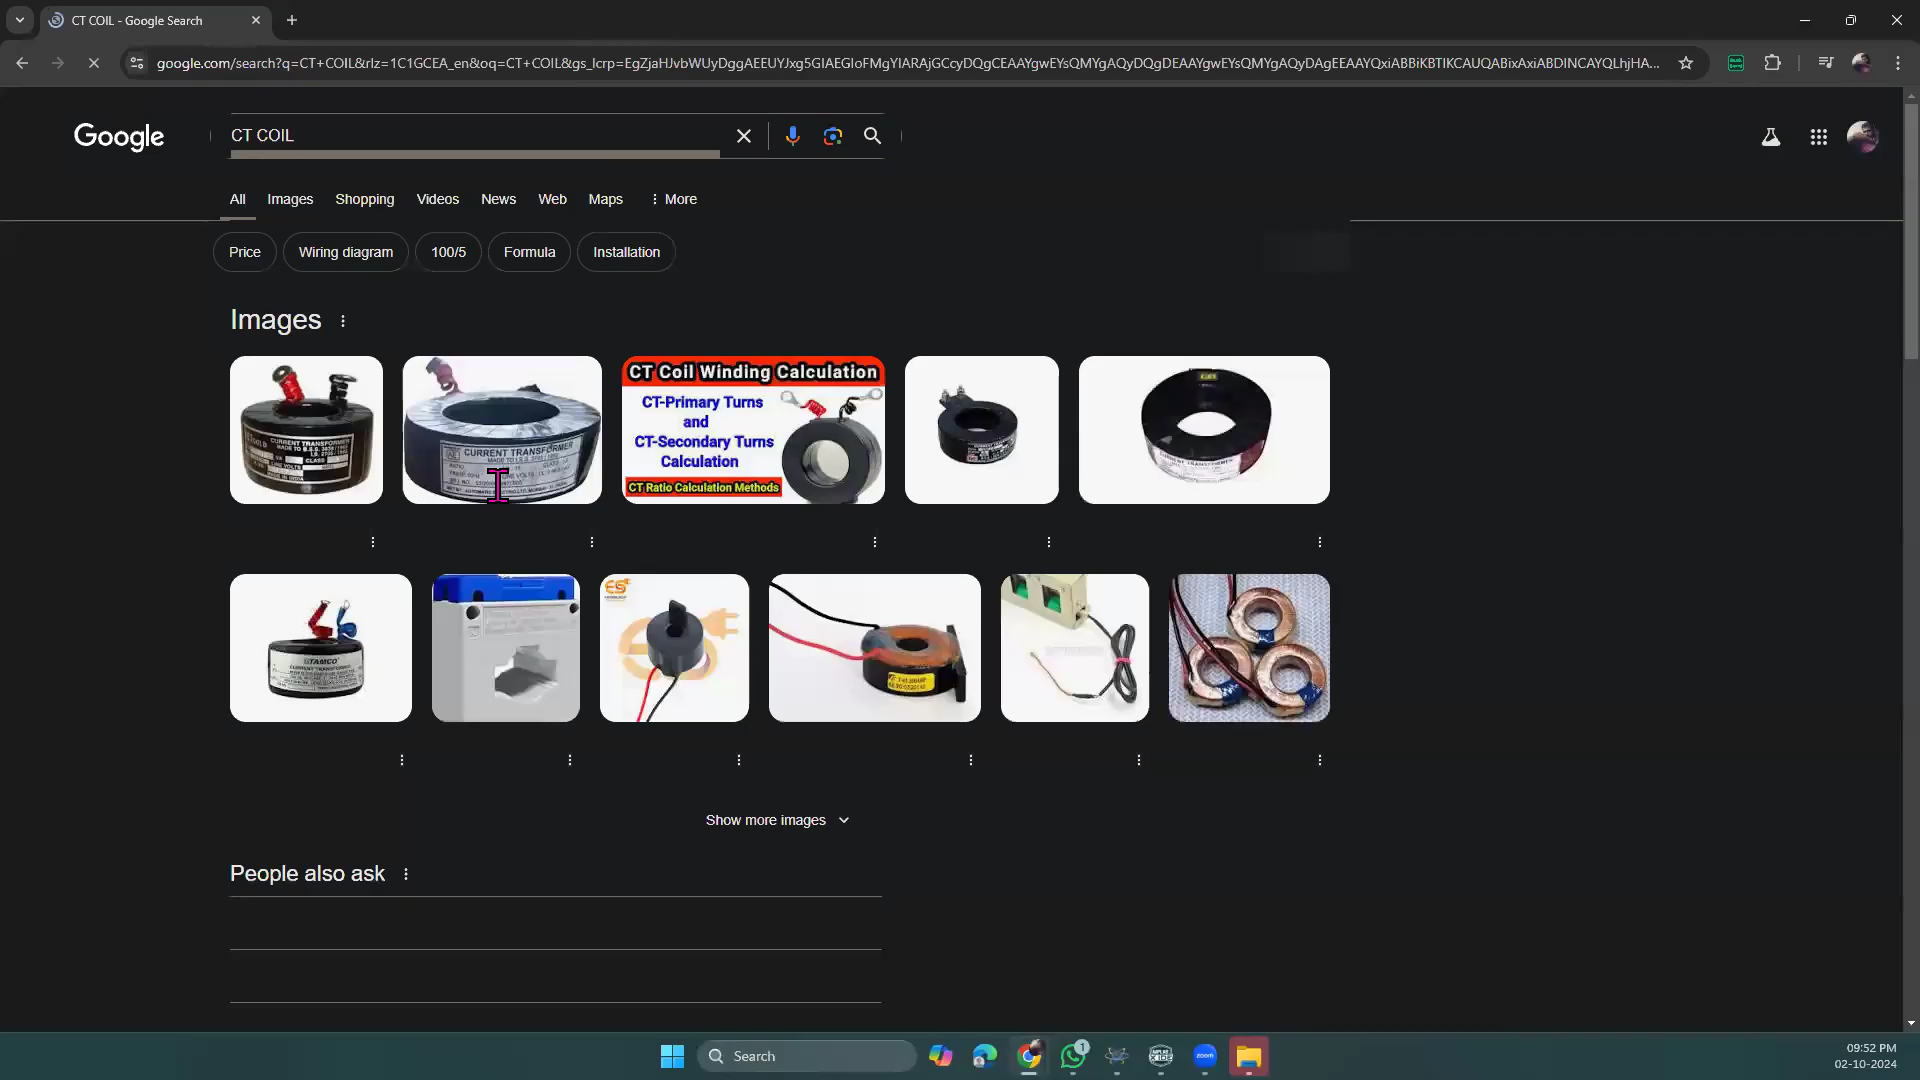 CT COIL - Google Search
google.com/search?q=CT+COIL&rlz=1C1GCEA_en&oq=CT+COIL&gs_lcrp=
Google
CT COIL
All Images Shopping Videos News Web Maps More
Price Wiring diagram 100/5 Formula Installation
Images
CURRENT TRANSFORMER
CURRENT TRANSFORMER
CT Coil Winding Calculation
CT-Primary Turns
and
CT-Secondary Turns
Calculation
CT Ratio Calculation Methods
ES
Show more images
People also ask
Search
1
zoom
09:52 PM
02-10-2024